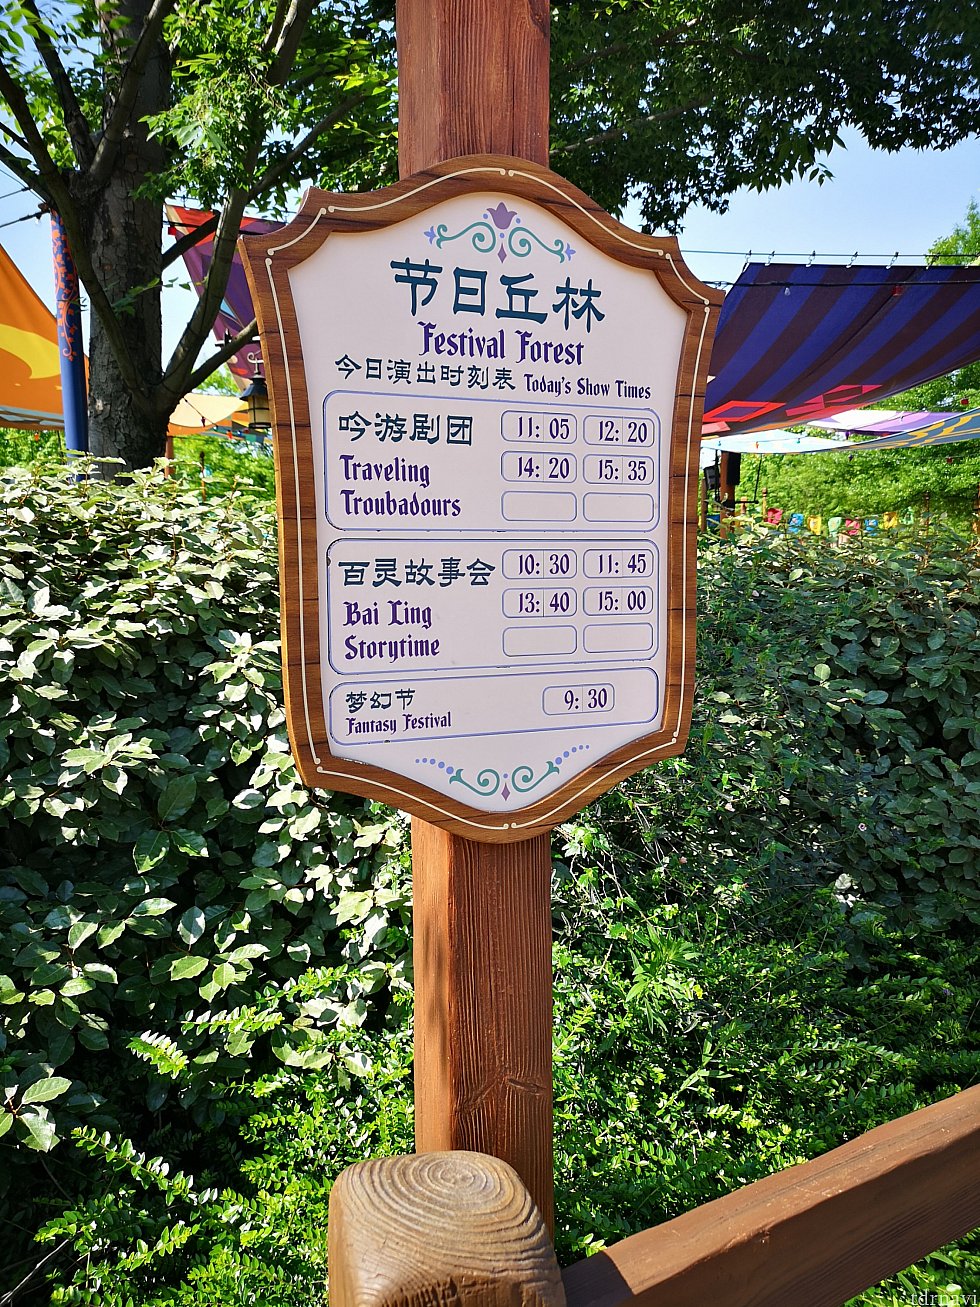 节日丘林
Festival Forest
今日演出时刻表 Today's Show Times
吟游剧团
Traveling
Troubadours
11: 05 12: 20
14: 20 15: 35
百灵故事会
Bai Ling
Storytime
10: 30 11: 45
13: 40 15: 00
梦幻节
Fantasy Festival
9: 30
tdrnavi